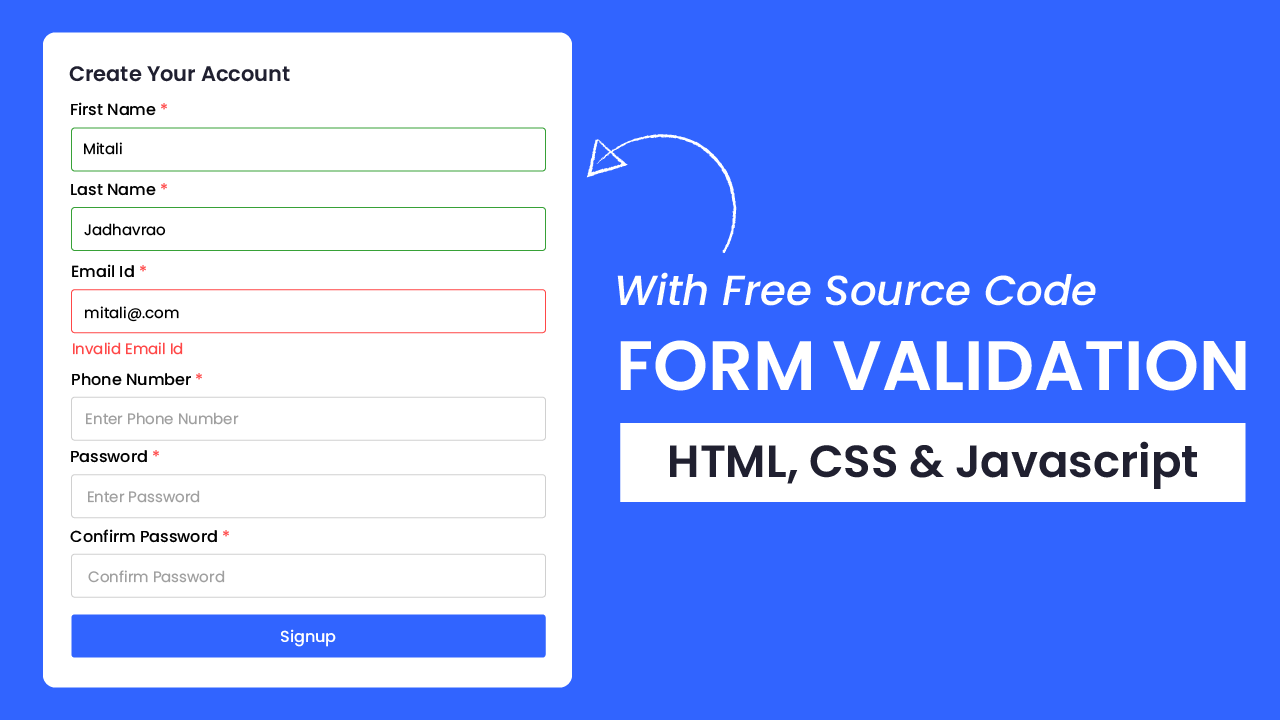 Create Your Account
First Name *
Mitali
Last Name *
Jadhavrao
Email Id *
mitali@.com
Invalid Email Id
Phone Number *
Enter Phone Number
Password *
Enter Password
Confirm Password *
Confirm Password
Signup
With Free Source Code
FORM VALIDATION
HTML, CSS & Javascript